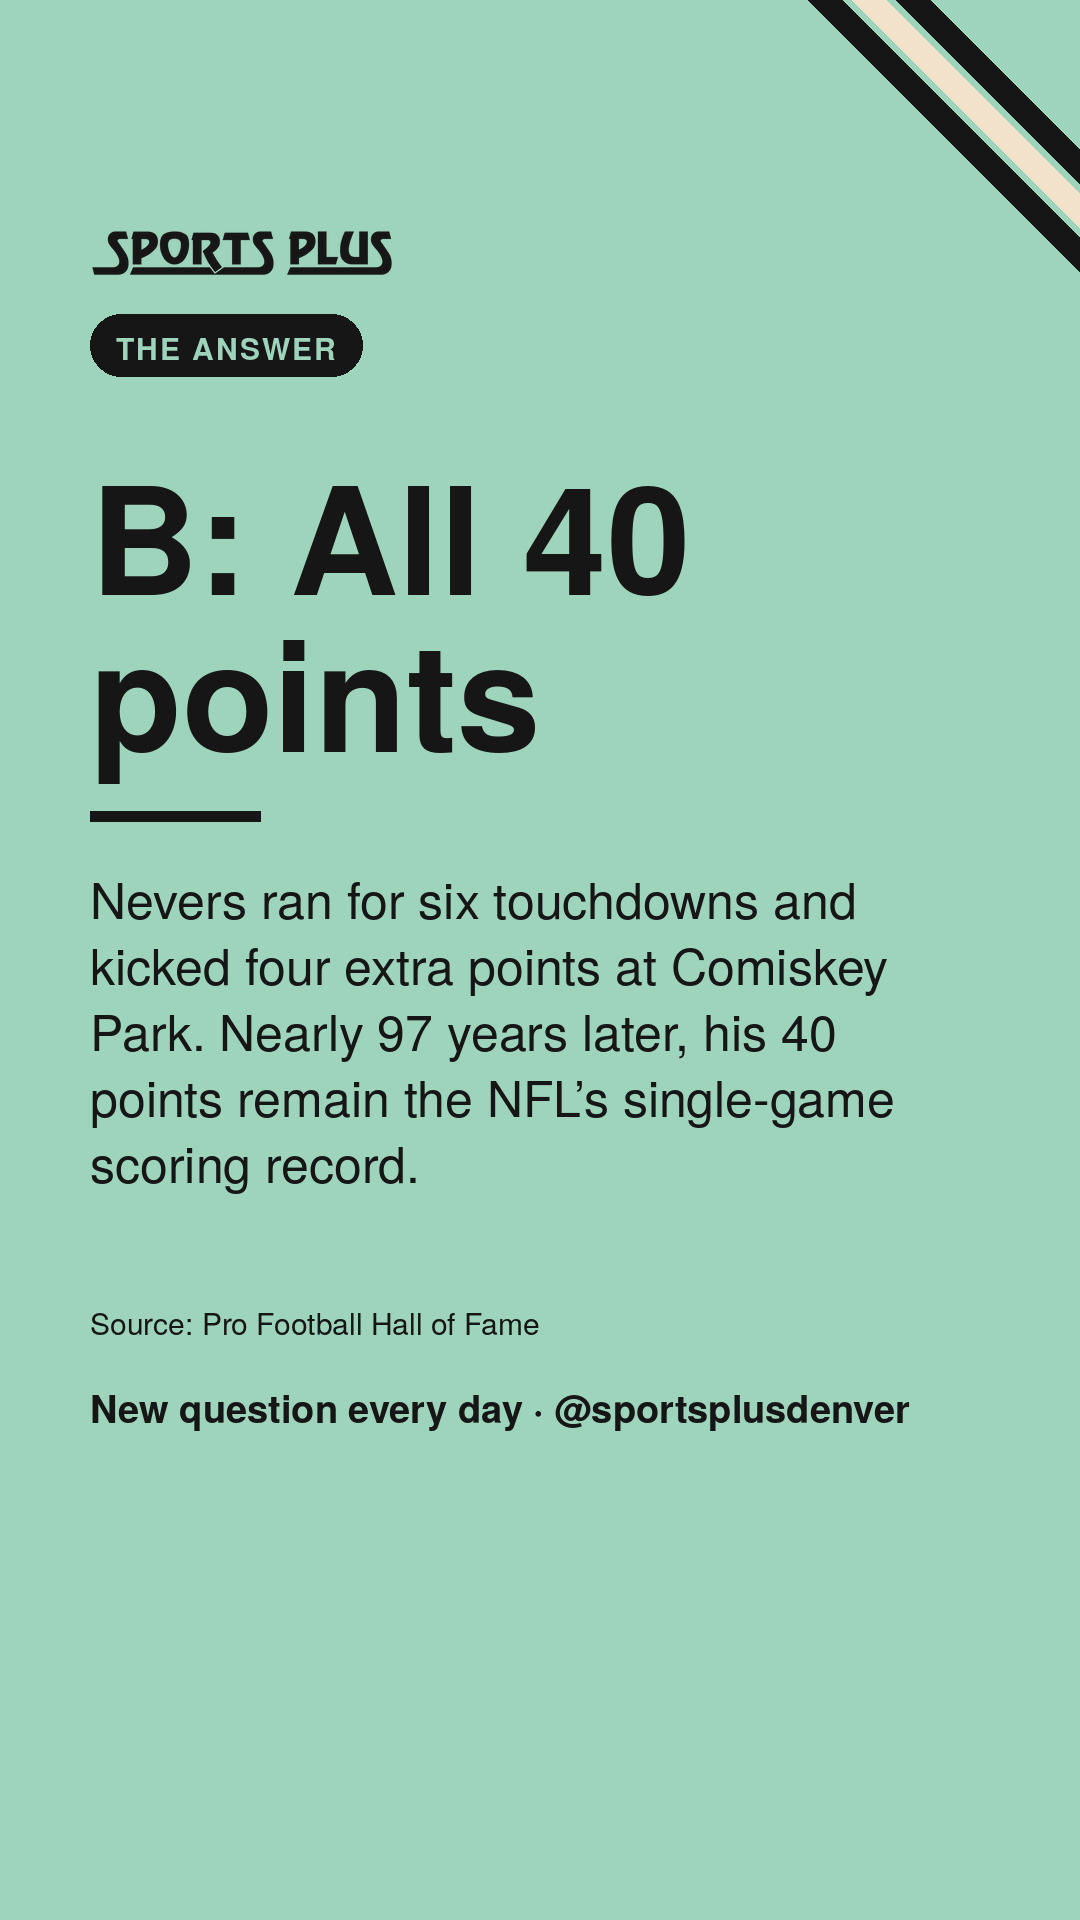 SPORTS PLUS
THE ANSWER
B: All 40
points
Nevers ran for six touchdowns and
kicked four extra points at Comiskey
Park. Nearly 97 years later, his 40
points remain the NFL’s single-game
scoring record.
Source: Pro Football Hall of Fame
New question every day · @sportsplusdenver